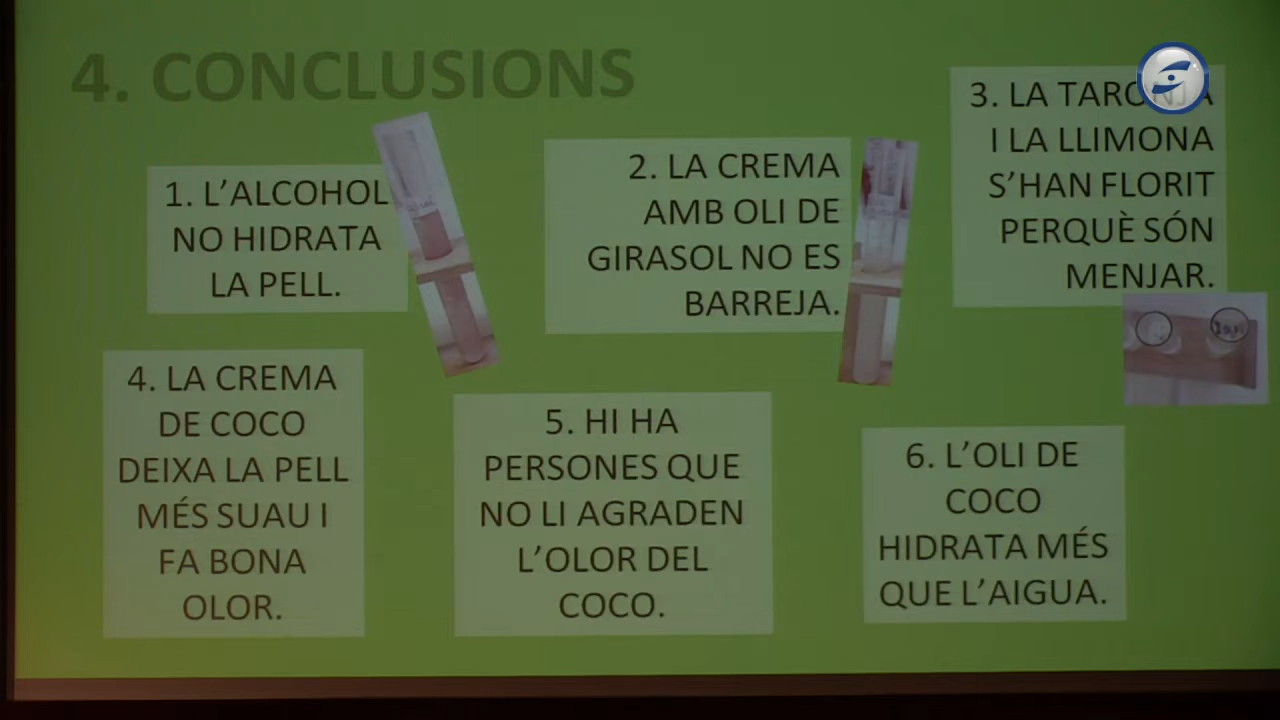 4. CONCLUSIONS
1. L'ALCOHOL
NO HIDRATA
LA PELL.
2. LA CREMA
AMB OLI DE
GIRASOL NO ES
BARREJA.
3. LA TARONJA
I LA LLIMONA
S'HAN FLORIT
PERQUÈ SÓN
MENJAR.
4. LA CREMA
DE COCO
DEIXA LA PELL
MÉS SUAU I
FA BONA
OLOR.
5. HI HA
PERSONES QUE
NO LI AGRADEN
L'OLOR DEL
COCO.
6. L'OLI DE
COCO
HIDRATA MÉS
QUE L'AIGUA.